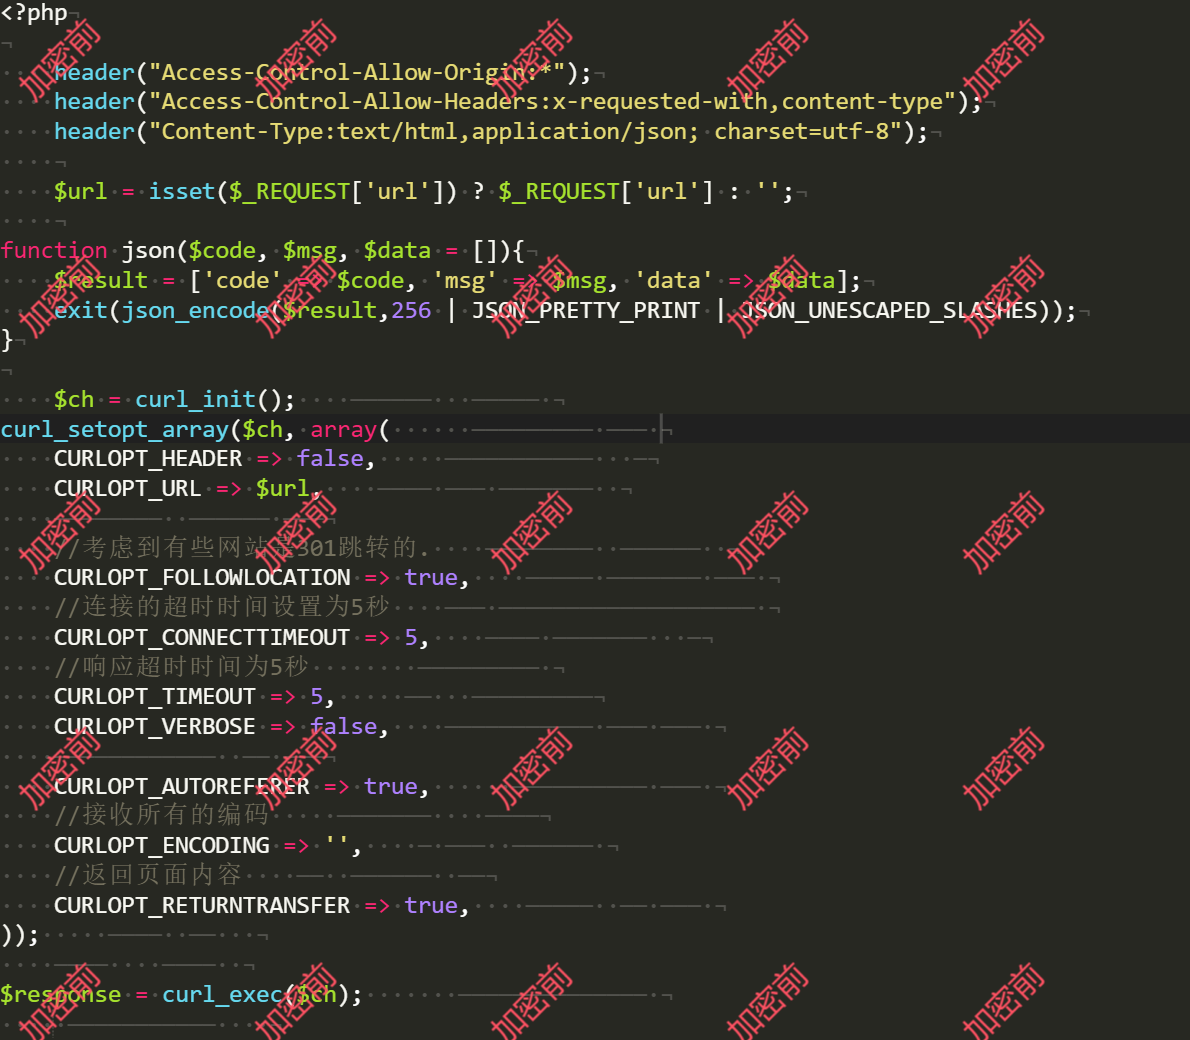 <?php
header("Access-Control-Allow-Origin:*");
header("Access-Control-Allow-Headers:x-requested-with,content-type");
header("Content-Type:text/html,application/json; charset=utf-8");
$url = isset($_REQUEST['url']) ? $_REQUEST['url'] : '';
function json($code, $msg, $data = []){
$result = ['code' => $code, 'msg' => $msg, 'data' => $data];
exit(json_encode($result,256 | JSON_PRETTY_PRINT | JSON_UNESCAPED_SLASHES));
}
$ch = curl_init();
curl_setopt_array($ch, array(
CURLOPT_HEADER => false,
CURLOPT_URL => $url,
//考虑到有些网站是301跳转的.
CURLOPT_FOLLOWLOCATION => true,
//连接的超时时间设置为5秒
CURLOPT_CONNECTTIMEOUT => 5,
//响应超时时间为5秒
CURLOPT_TIMEOUT => 5,
CURLOPT_VERBOSE => false,
CURLOPT_AUTOREFERER => true,
//接收所有的编码
CURLOPT_ENCODING => '',
//返回页面内容
CURLOPT_RETURNTRANSFER => true,
));
$response = curl_exec($ch);
加密前 加密前 加密前 加密前 加密前
加密前 加密前 加密前 加密前 加密前
加密前 加密前 加密前 加密前 加密前
加密前 加密前 加密前 加密前 加密前
加密前 加密前 加密前 加密前 加密前